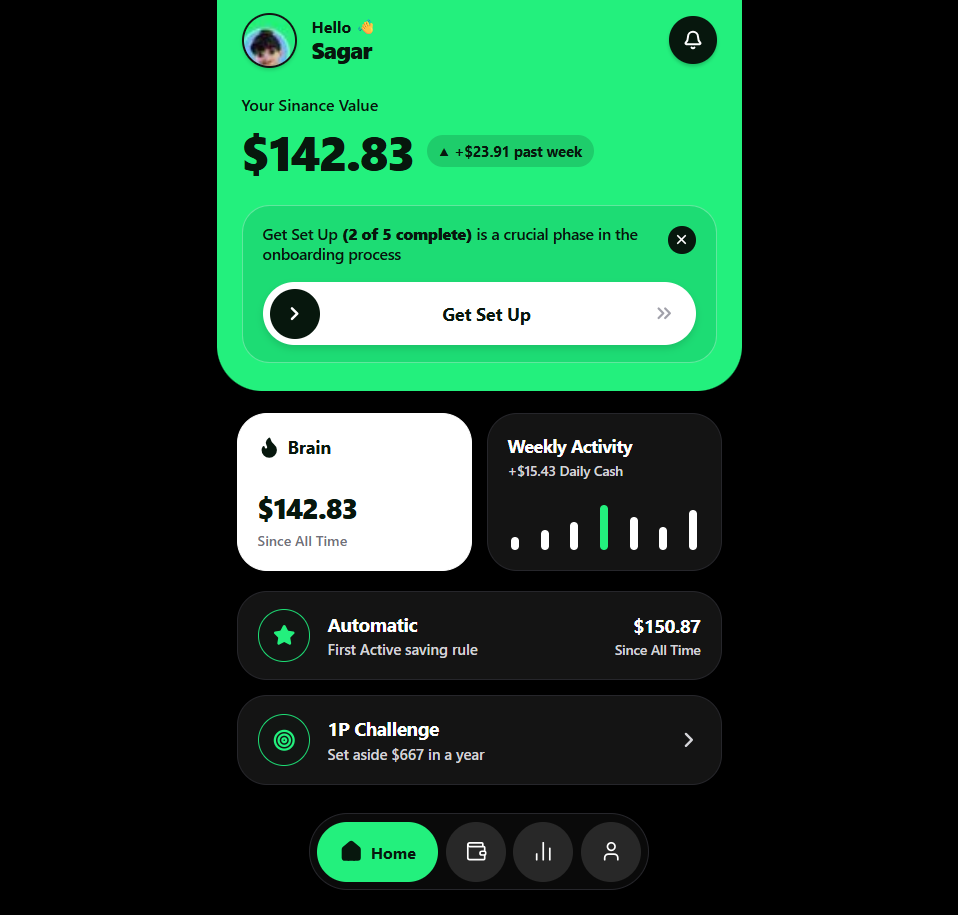 Hello 👋
Sagar
Your Sinance Value
$142.83
▲ +$23.91 past week
Get Set Up (2 of 5 complete) is a crucial phase in the
onboarding process
Get Set Up
Brain
$142.83
Since All Time
Weekly Activity
+$15.43 Daily Cash
Automatic
First Active saving rule
$150.87
Since All Time
1P Challenge
Set aside $667 in a year
Home